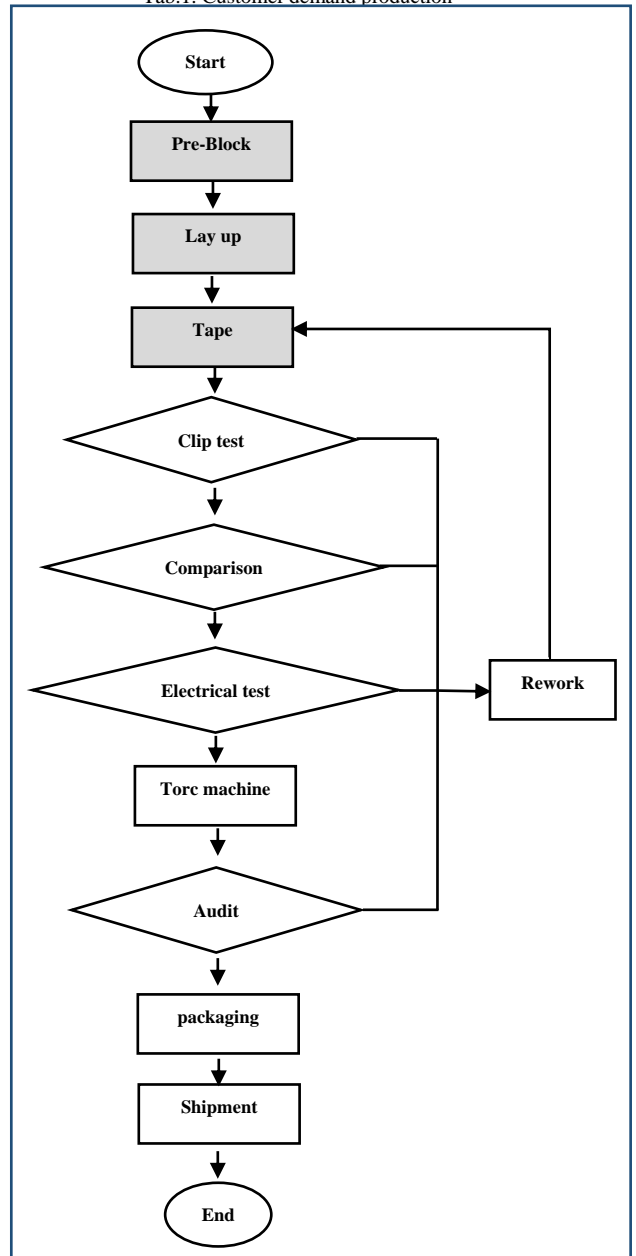 Tab.1. Customer demand production
Start
Pre-Block
Lay up
Tape
Clip test
Comparison
Electrical test
Rework
Torc machine
Audit
packaging
Shipment
End